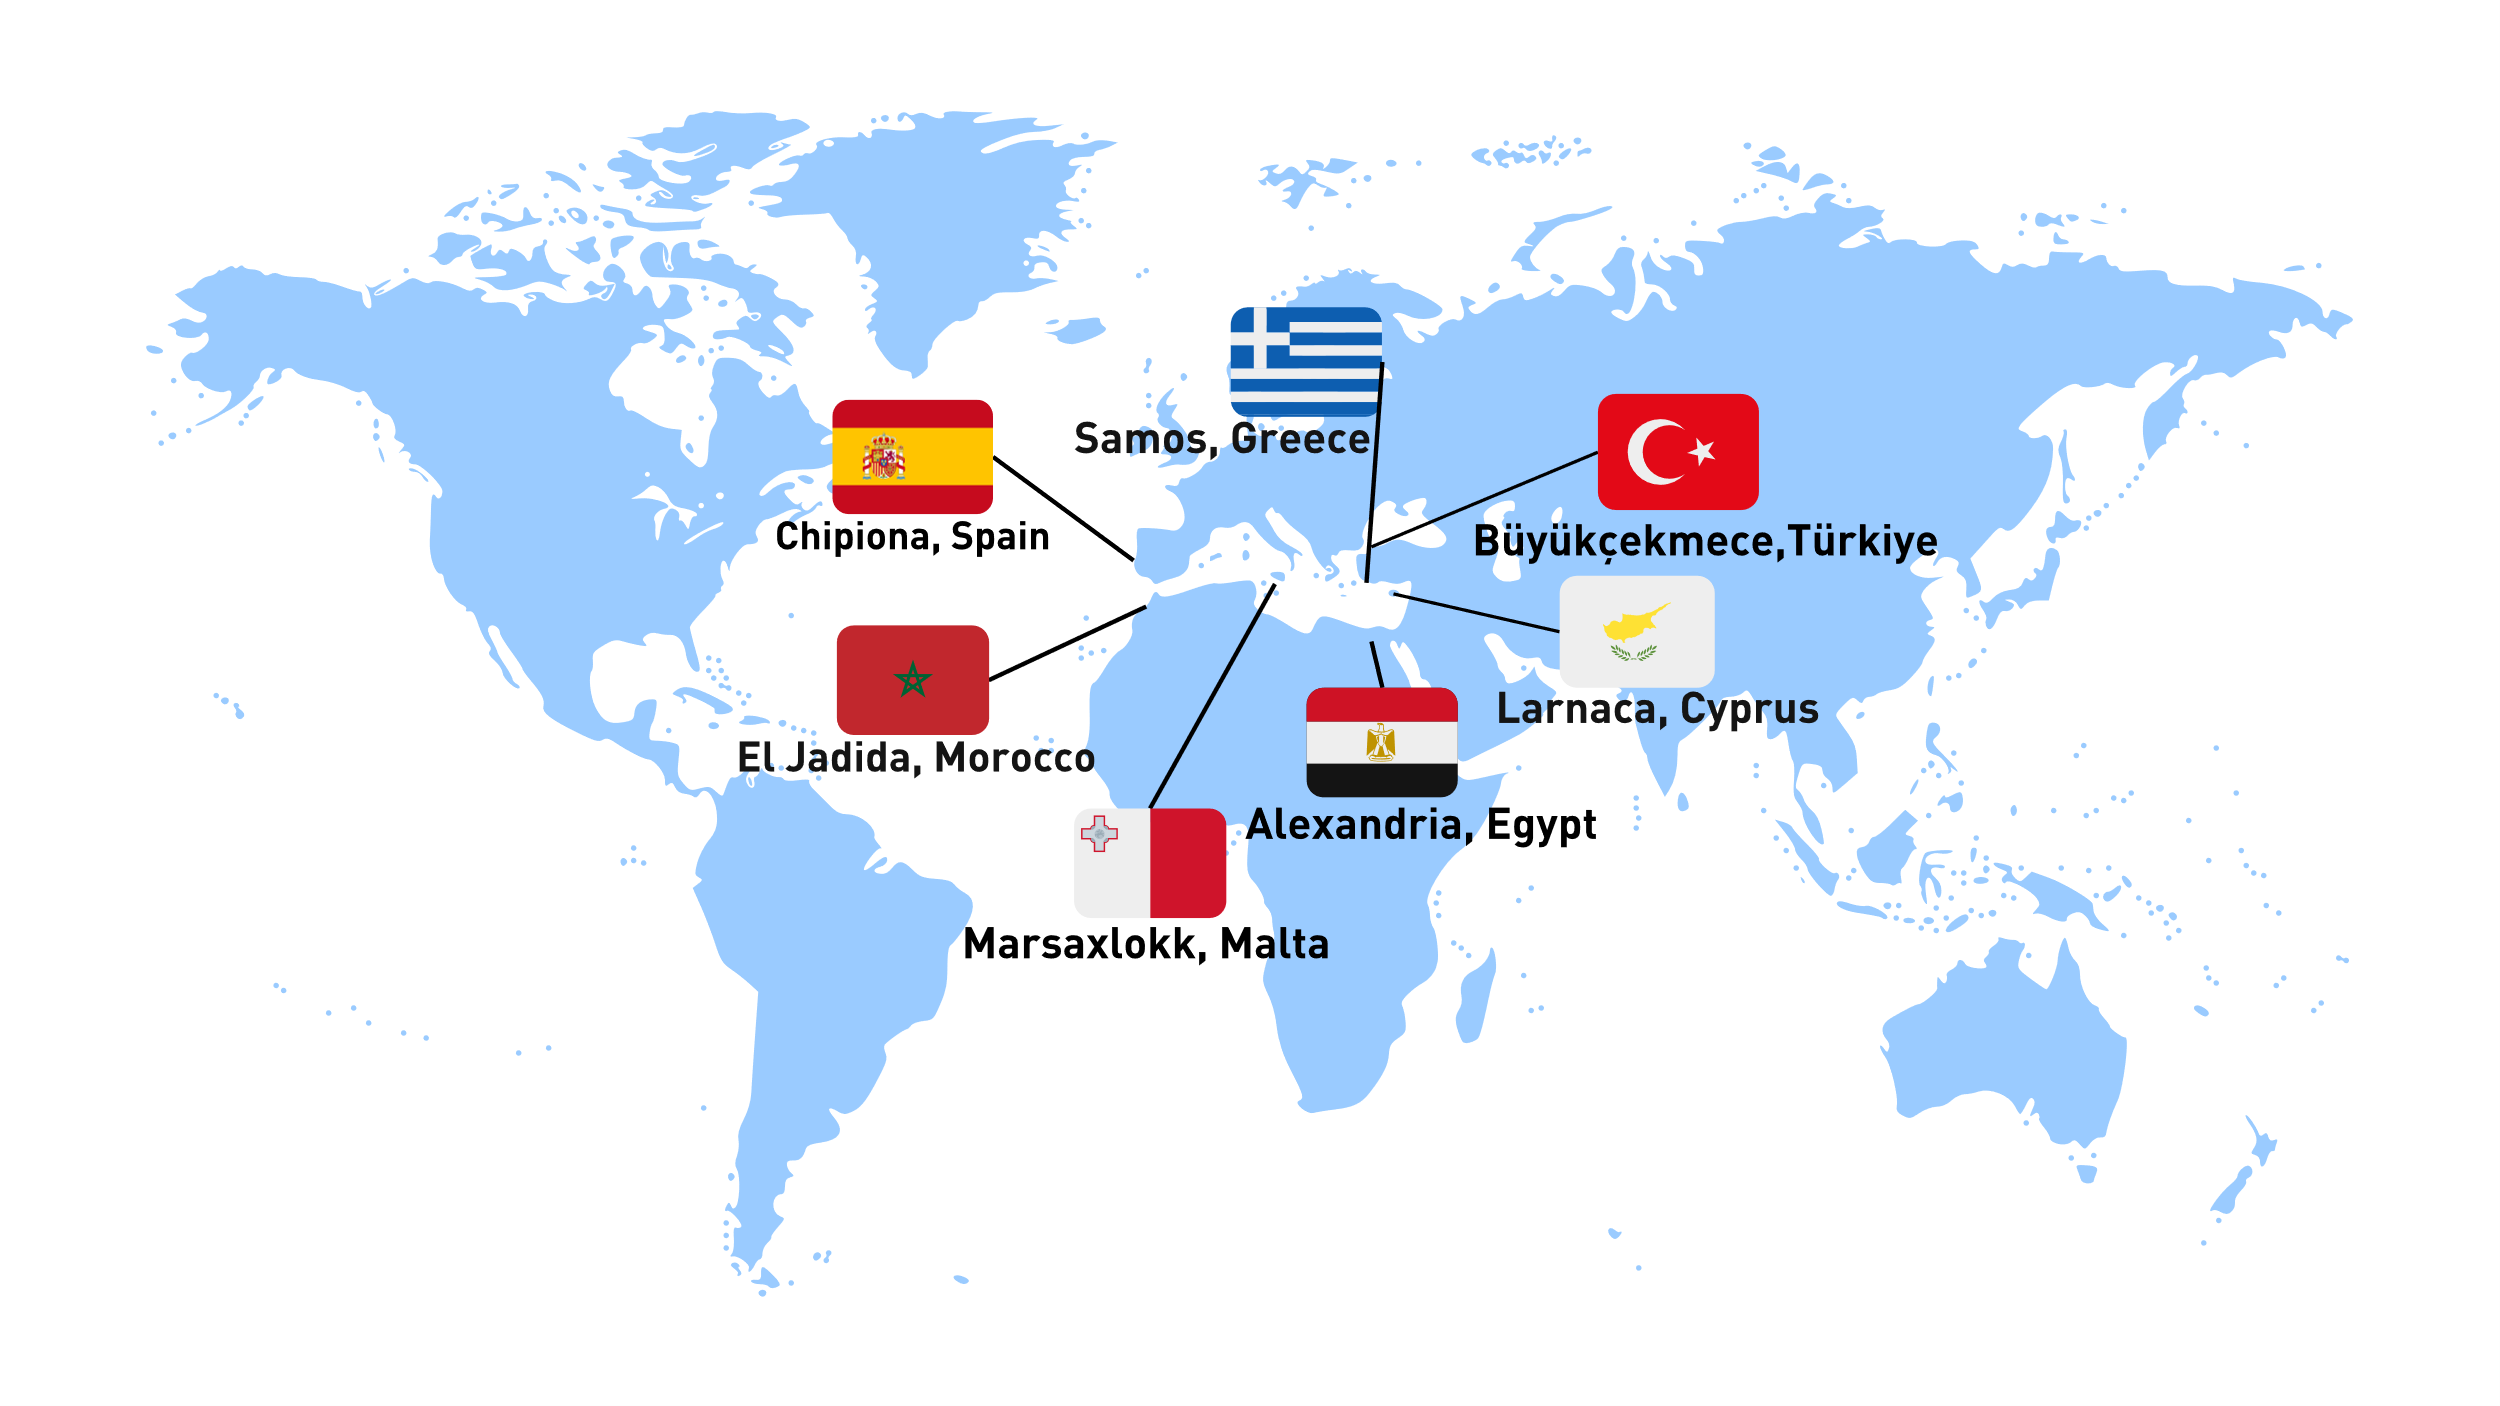 Samos, Greece
Chipiona, Spain
Büyükçekmece,Türkiye
El Jadida, Morocco
Larnaca, Cyprus
Alexandria, Egypt
Marsaxlokk, Malta